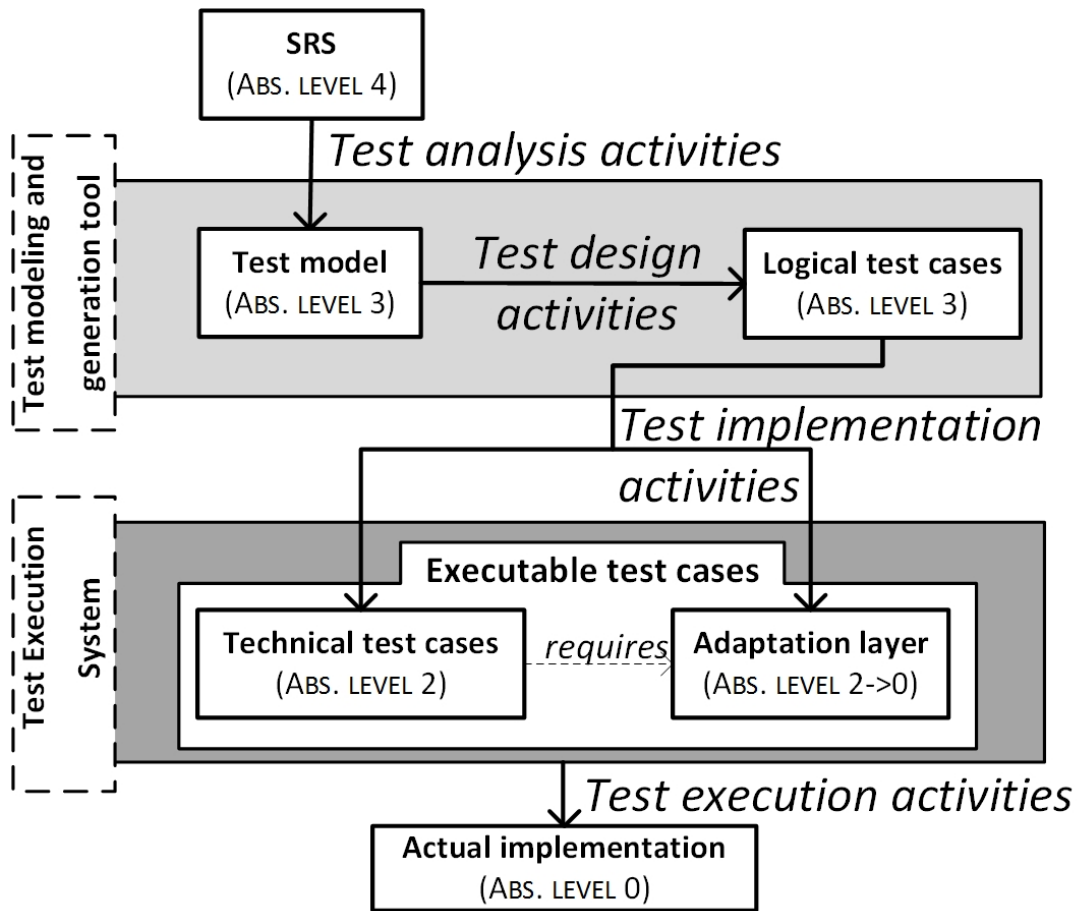 SRS
(ABS. LEVEL 4)
Test analysis activities
Test modeling and
generation tool
Test model
(ABS. LEVEL 3)
Test design
activities
Logical test cases
(ABS. LEVEL 3)
Test implementation
activities
Test Execution
System
Executable test cases
Technical test cases
(ABS. LEVEL 2)
requires
Adaptation layer
(ABS. LEVEL 2->0)
Test execution activities
Actual implementation
(ABS. LEVEL 0)